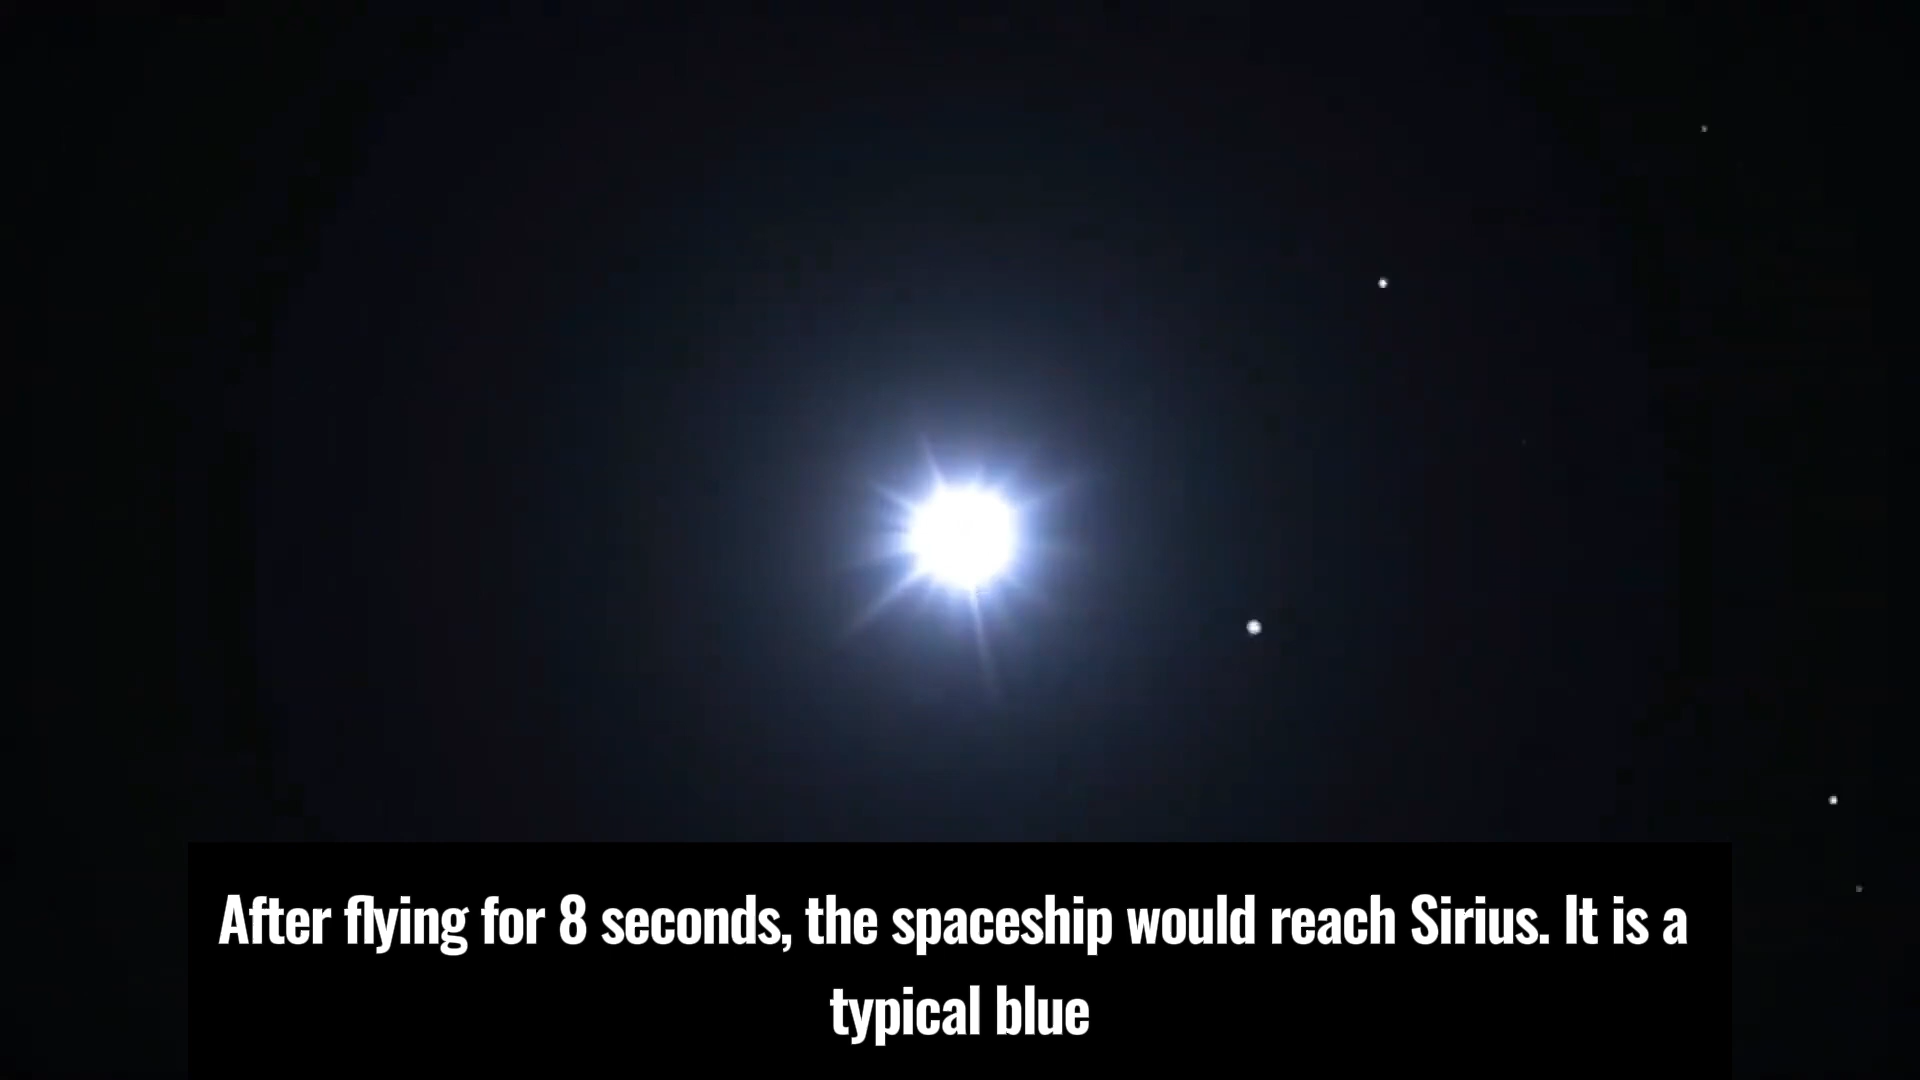 After flying for 8 seconds, the spaceship would reach Sirius. It is a
typical blue